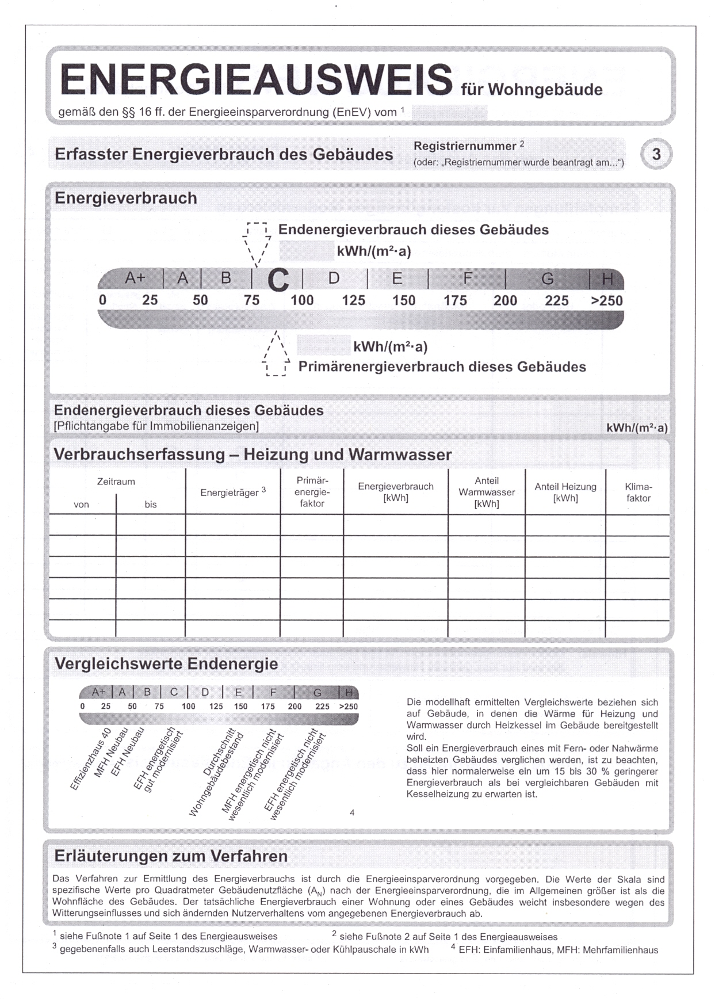 ENERGIEAUSWEIS für Wohngebäude
gemäß den §§ 16 ff. der Energieeinsparverordnung (EnEV) vom ¹
Erfasster Energieverbrauch des Gebäudes
Registriernummer ²
(oder: „Registriernummer wurde beantragt am...“)
3
Energieverbrauch
Endenergieverbrauch dieses Gebäudes
kWh/(m²·a)
A+ A B C D E F G H
0 25 50 75 100 125 150 175 200 225 >250
kWh/(m²·a)
Primärenergieverbrauch dieses Gebäudes
Endenergieverbrauch dieses Gebäudes
[Pflichtangabe für Immobilienanzeigen]
kWh/(m²·a)
Verbrauchserfassung – Heizung und Warmwasser
Zeitraum
von
bis
Energieträger ³
Primär-
energie-
faktor
Energieverbrauch
[kWh]
Anteil
Warmwasser
[kWh]
Anteil Heizung
[kWh]
Klima-
faktor
Vergleichswerte Endenergie
A+ A B C D E F G H
0 25 50 75 100 125 150 175 200 225 >250
Effizienzhaus 40
MFH Neubau
EFH Neubau
EFH energetisch
gut modernisiert
Durchschnitt
Wohngebäudebestand
MFH energetisch nicht
wesentlich modernisiert
EFH energetisch nicht
wesentlich modernisiert
4
Die modellhaft ermittelten Vergleichswerte beziehen sich
auf Gebäude, in denen die Wärme für Heizung und
Warmwasser durch Heizkessel im Gebäude bereitgestellt
wird.
Soll ein Energieverbrauch eines mit Fern- oder Nahwärme
beheizten Gebäudes verglichen werden, ist zu beachten,
dass hier normalerweise ein um 15 bis 30 % geringerer
Energieverbrauch als bei vergleichbaren Gebäuden mit
Kesselheizung zu erwarten ist.
Erläuterungen zum Verfahren
Das Verfahren zur Ermittlung des Energieverbrauchs ist durch die Energieeinsparverordnung vorgegeben. Die Werte der Skala sind
spezifische Werte pro Quadratmeter Gebäudenutzfläche (AN) nach der Energieeinsparverordnung, die im Allgemeinen größer ist als die
Wohnfläche des Gebäudes. Der tatsächliche Energieverbrauch einer Wohnung oder eines Gebäudes weicht insbesondere wegen des
Witterungseinflusses und sich ändernden Nutzerverhaltens vom angegebenen Energieverbrauch ab.
¹ siehe Fußnote 1 auf Seite 1 des Energieausweises
² siehe Fußnote 2 auf Seite 1 des Energieausweises
³ gegebenenfalls auch Leerstandszuschläge, Warmwasser- oder Kühlpauschale in kWh
⁴ EFH: Einfamilienhaus, MFH: Mehrfamilienhaus